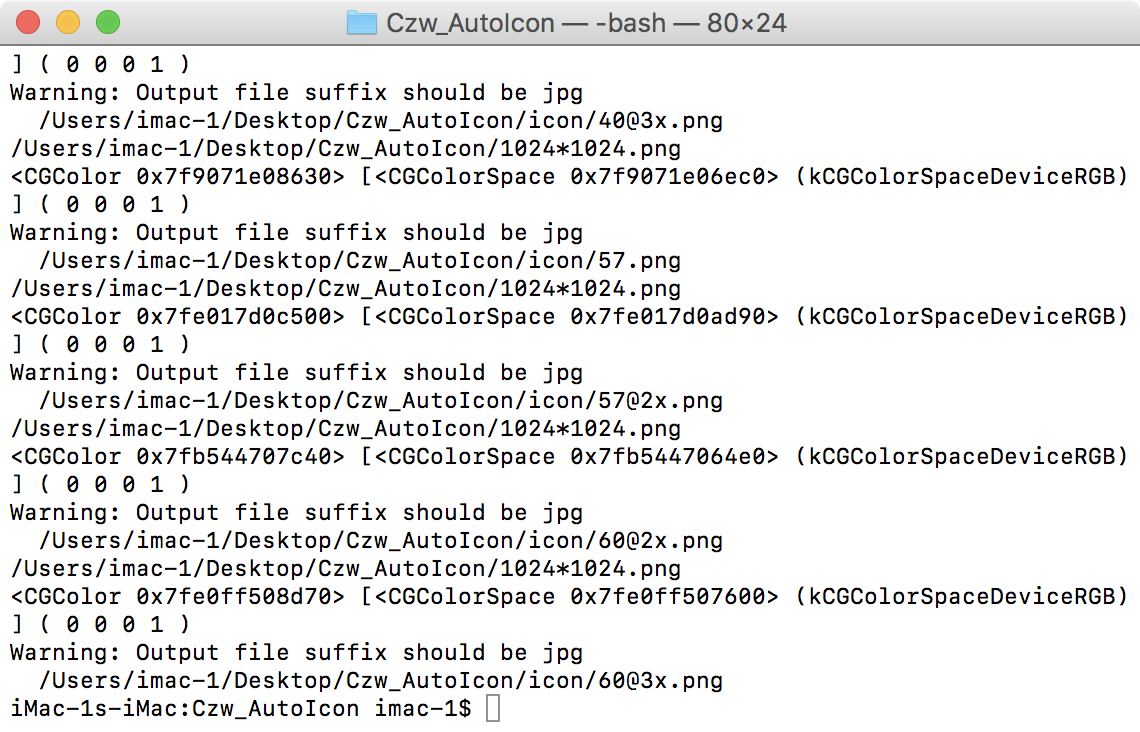 Czw_AutoIcon — -bash — 80×24
] ( 0 0 0 1 )
Warning: Output file suffix should be jpg
  /Users/imac-1/Desktop/Czw_AutoIcon/icon/40@3x.png
/Users/imac-1/Desktop/Czw_AutoIcon/1024*1024.png
<CGColor 0x7f9071e08630> [<CGColorSpace 0x7f9071e06ec0> (kCGColorSpaceDeviceRGB)
] ( 0 0 0 1 )
Warning: Output file suffix should be jpg
  /Users/imac-1/Desktop/Czw_AutoIcon/icon/57.png
/Users/imac-1/Desktop/Czw_AutoIcon/1024*1024.png
<CGColor 0x7fe017d0c500> [<CGColorSpace 0x7fe017d0ad90> (kCGColorSpaceDeviceRGB)
] ( 0 0 0 1 )
Warning: Output file suffix should be jpg
  /Users/imac-1/Desktop/Czw_AutoIcon/icon/57@2x.png
/Users/imac-1/Desktop/Czw_AutoIcon/1024*1024.png
<CGColor 0x7fb544707c40> [<CGColorSpace 0x7fb5447064e0> (kCGColorSpaceDeviceRGB)
] ( 0 0 0 1 )
Warning: Output file suffix should be jpg
  /Users/imac-1/Desktop/Czw_AutoIcon/icon/60@2x.png
/Users/imac-1/Desktop/Czw_AutoIcon/1024*1024.png
<CGColor 0x7fe0ff508d70> [<CGColorSpace 0x7fe0ff507600> (kCGColorSpaceDeviceRGB)
] ( 0 0 0 1 )
Warning: Output file suffix should be jpg
  /Users/imac-1/Desktop/Czw_AutoIcon/icon/60@3x.png
iMac-1s-iMac:Czw_AutoIcon imac-1$